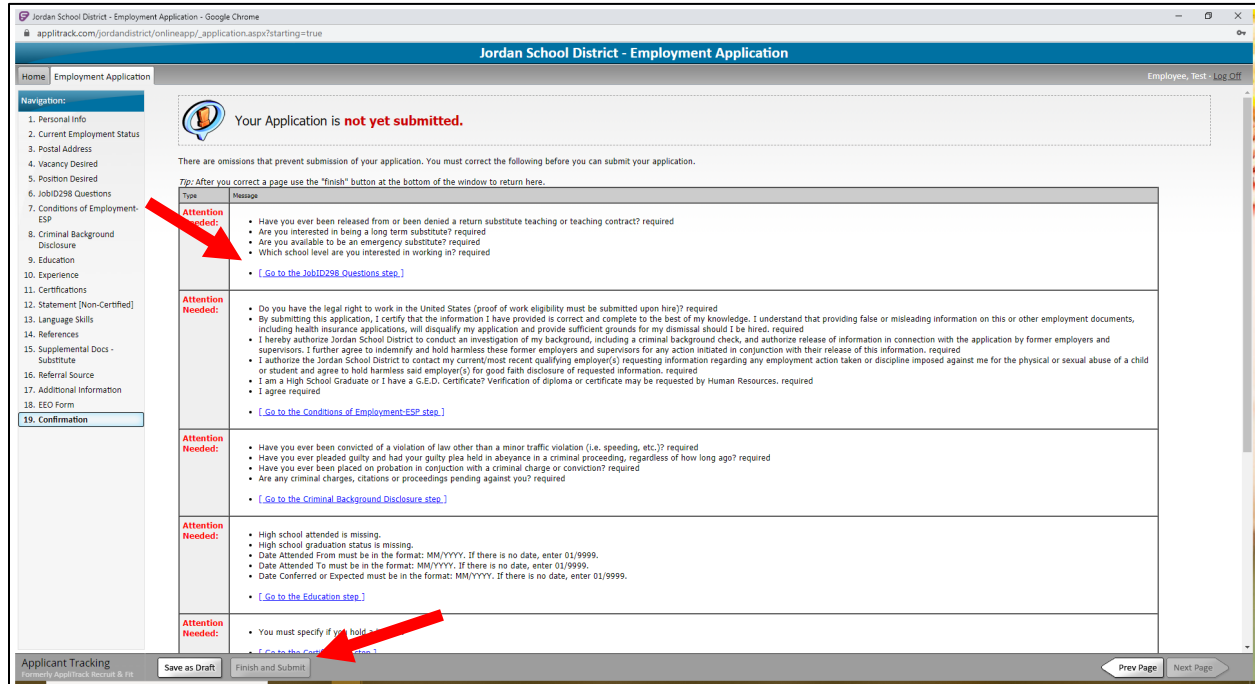 Jordan School District - Employment Application - Google Chrome
applitrack.com/jordandistrict/onlineapp/_application.aspx?starting=true
Jordan School District - Employment Application
Home Employment Application
Employee, Test - Log Off
Navigation:
1. Personal Info
2. Current Employment Status
3. Postal Address
4. Vacancy Desired
5. Position Desired
6. JobID298 Questions
7. Conditions of Employment-
ESP
8. Criminal Background
Disclosure
9. Education
10. Experience
11. Certifications
12. Statement [Non-Certified]
13. Language Skills
14. References
15. Supplemental Docs -
Substitute
16. Referral Source
17. Additional Information
18. EEO Form
19. Confirmation
Your Application is not yet submitted.
There are omissions that prevent submission of your application. You must correct the following before you can submit your application.
Tip: After you correct a page use the "finish" button at the bottom of the window to return here.
Type Message
Attention
Needed:
• Have you ever been released from or been denied a return substitute teaching or teaching contract? required
• Are you interested in being a long term substitute? required
• Are you available to be an emergency substitute? required
• Which school level are you interested in working in? required
• [ Go to the JobID298 Questions step ]
Attention
Needed:
• Do you have the legal right to work in the United States (proof of work eligibility must be submitted upon hire)? required
• By submitting this application, I certify that the information I have provided is correct and complete to the best of my knowledge. I understand that providing false or misleading information on this or other employment documents,
including health insurance applications, will disqualify my application and provide sufficient grounds for my dismissal should I be hired. required
• I hereby authorize Jordan School District to conduct an investigation of my background, including a criminal background check, and authorize release of information in connection with the application by former employers and
supervisors. I further agree to indemnify and hold harmless these former employers and supervisors for any action initiated in conjunction with their release of this information. required
• I authorize the Jordan School District to contact my current/most recent qualifying employer(s) requesting information regarding any employment action taken or discipline imposed against me for the physical or sexual abuse of a child
or student and agree to hold harmless said employer(s) for good faith disclosure of requested information. required
• I am a High School Graduate or I have a G.E.D. Certificate? Verification of diploma or certificate may be requested by Human Resources. required
• I agree required
• [ Go to the Conditions of Employment-ESP step ]
Attention
Needed:
• Have you ever been convicted of a violation of law other than a minor traffic violation (i.e. speeding, etc.)? required
• Have you ever pleaded guilty and had your guilty plea held in abeyance in a criminal proceeding, regardless of how long ago? required
• Have you ever been placed on probation in conjuction with a criminal charge or conviction? required
• Are any criminal charges, citations or proceedings pending against you? required
• [ Go to the Criminal Background Disclosure step ]
Attention
Needed:
• High school attended is missing.
• High school graduation status is missing.
• Date Attended From must be in the format: MM/YYYY. If there is no date, enter 01/9999.
• Date Attended To must be in the format: MM/YYYY. If there is no date, enter 01/9999.
• Date Conferred or Expected must be in the format: MM/YYYY. If there is no date, enter 01/9999.
• [ Go to the Education step ]
Attention
Needed:
• You must specify if you hold a
• [ Go to the step ]
Applicant Tracking
Formerly AppliTrack Recruit & Fit
Save as Draft Finish and Submit
Prev Page Next Page